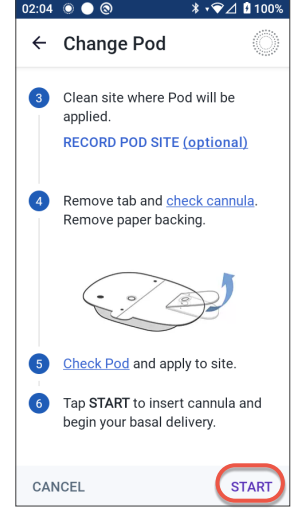 02:04 100%
Change Pod
3 Clean site where Pod will be
applied.
RECORD POD SITE (optional)
4 Remove tab and check cannula.
Remove paper backing.
5 Check Pod and apply to site.
6 Tap START to insert cannula and
begin your basal delivery.
CANCEL START